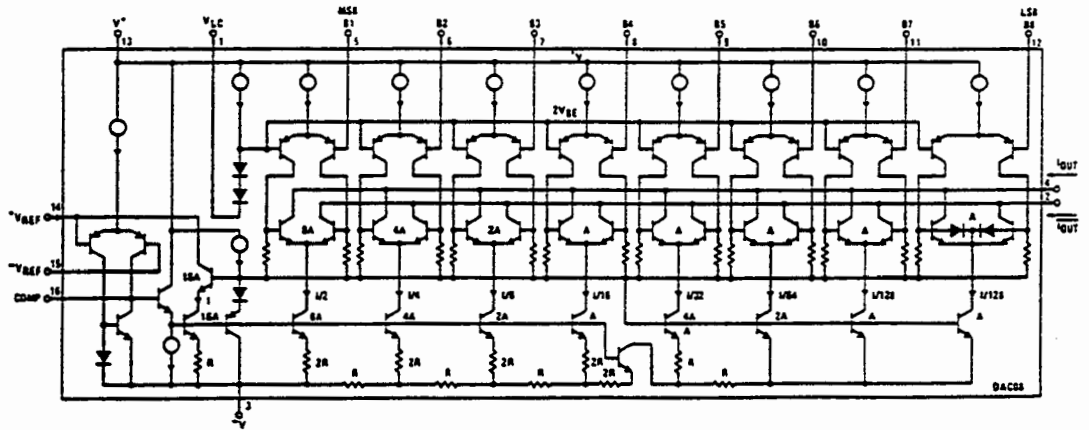 V+ VLC MSB B1 B2 B3 B4 B5 B6 B7 LSB B8
13 1 5 6 7 8 9 10 11 12
2VBE
IOUT
14 4
+VREF 2
8A 4A 2A A A A A A
IOUT
-VREF
15
16A
COMP 16
1 I/2 I/4 I/8 I/16 I/32 I/64 I/128 I/128
16A 8A 4A 2A A 4A 2A A A
A
R 2R 2R 2R 2R R
R R R 2R R
DAC08
3
-V